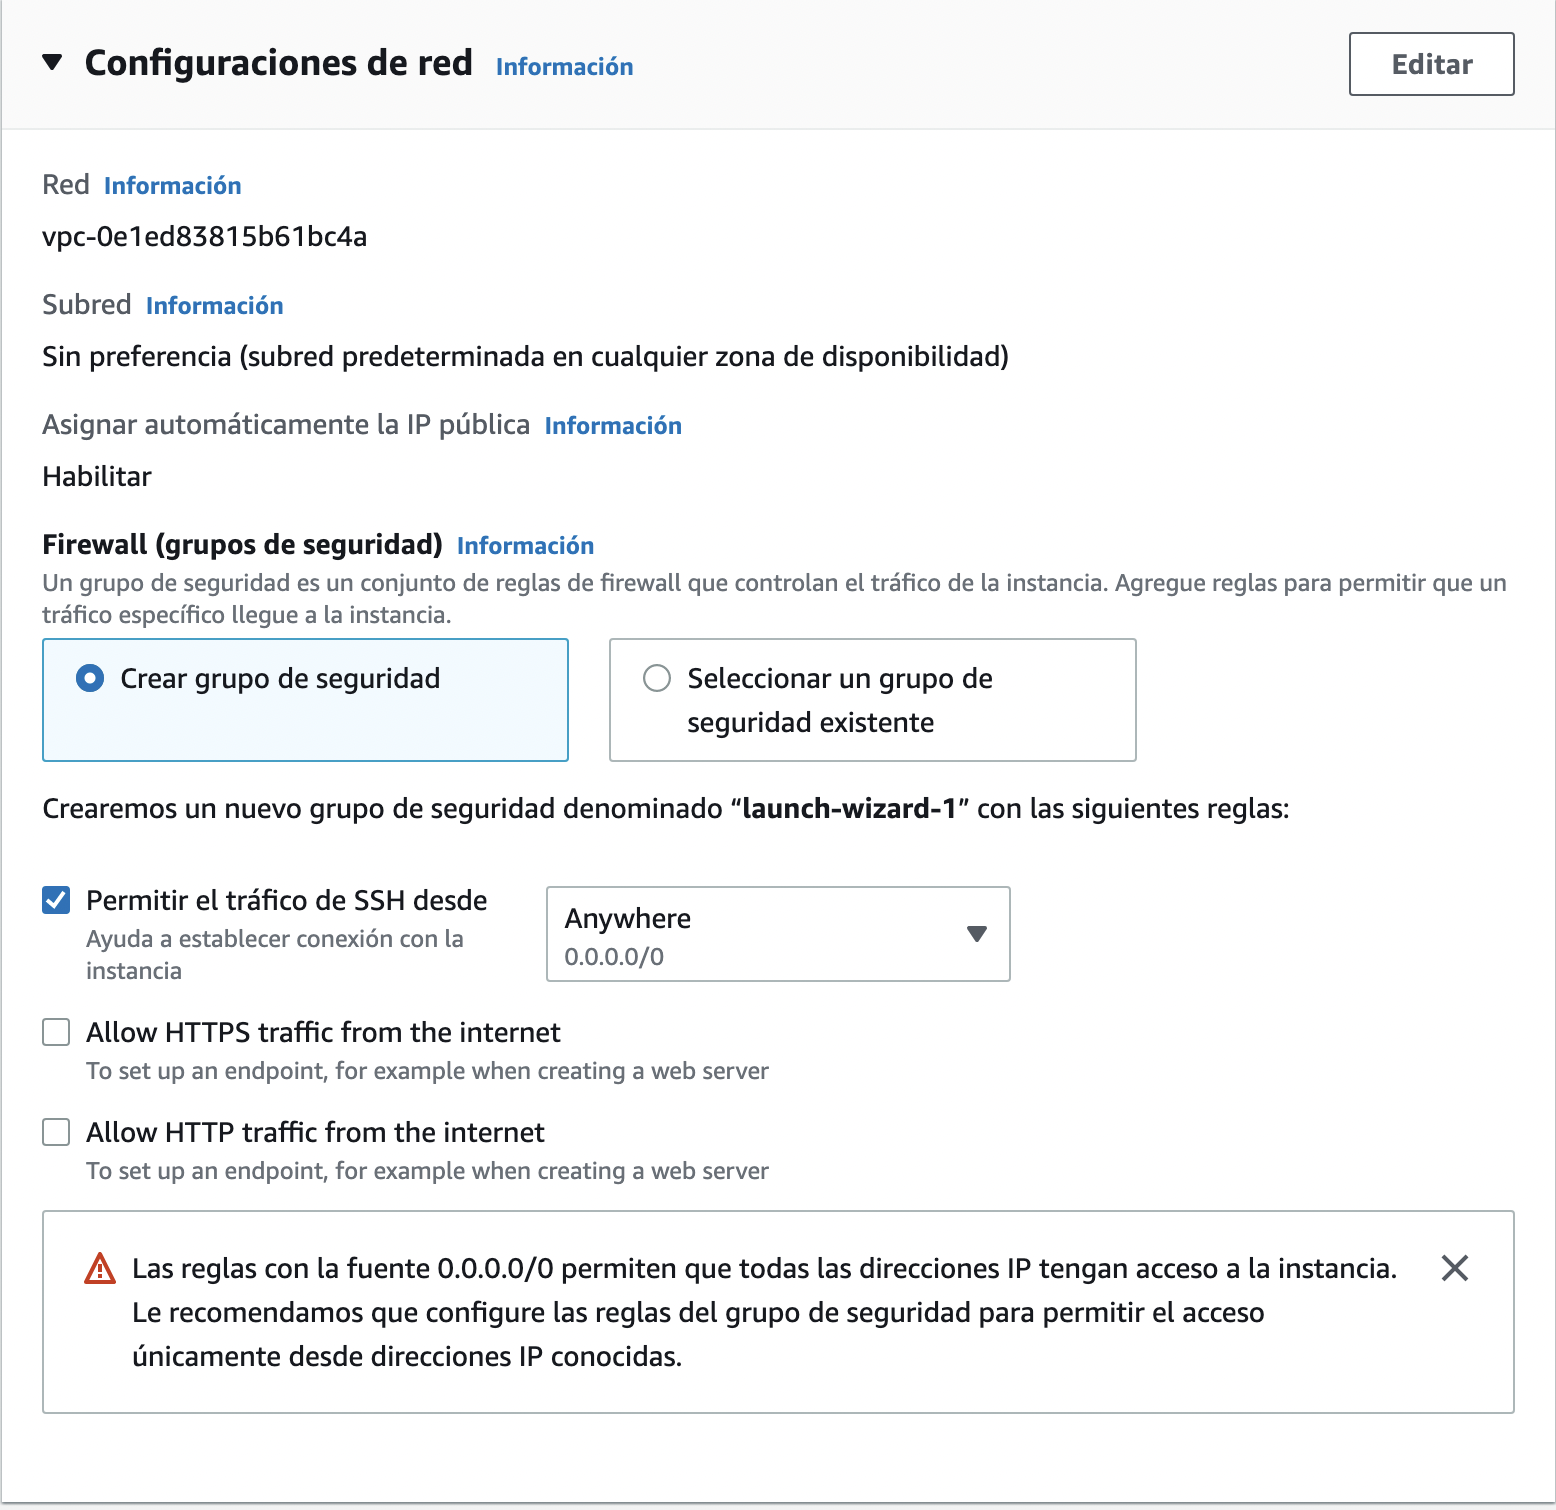 Configuraciones de red Información
Editar
Red Información
vpc-0e1ed83815b61bc4a
Subred Información
Sin preferencia (subred predeterminada en cualquier zona de disponibilidad)
Asignar automáticamente la IP pública Información
Habilitar
Firewall (grupos de seguridad) Información
Un grupo de seguridad es un conjunto de reglas de firewall que controlan el tráfico de la instancia. Agregue reglas para permitir que un
tráfico específico llegue a la instancia.
Crear grupo de seguridad
Seleccionar un grupo de
seguridad existente
Crearemos un nuevo grupo de seguridad denominado “launch-wizard-1” con las siguientes reglas:
Permitir el tráfico de SSH desde
Ayuda a establecer conexión con la
instancia
Anywhere
0.0.0.0/0
Allow HTTPS traffic from the internet
To set up an endpoint, for example when creating a web server
Allow HTTP traffic from the internet
To set up an endpoint, for example when creating a web server
Las reglas con la fuente 0.0.0.0/0 permiten que todas las direcciones IP tengan acceso a la instancia.
Le recomendamos que configure las reglas del grupo de seguridad para permitir el acceso
únicamente desde direcciones IP conocidas.